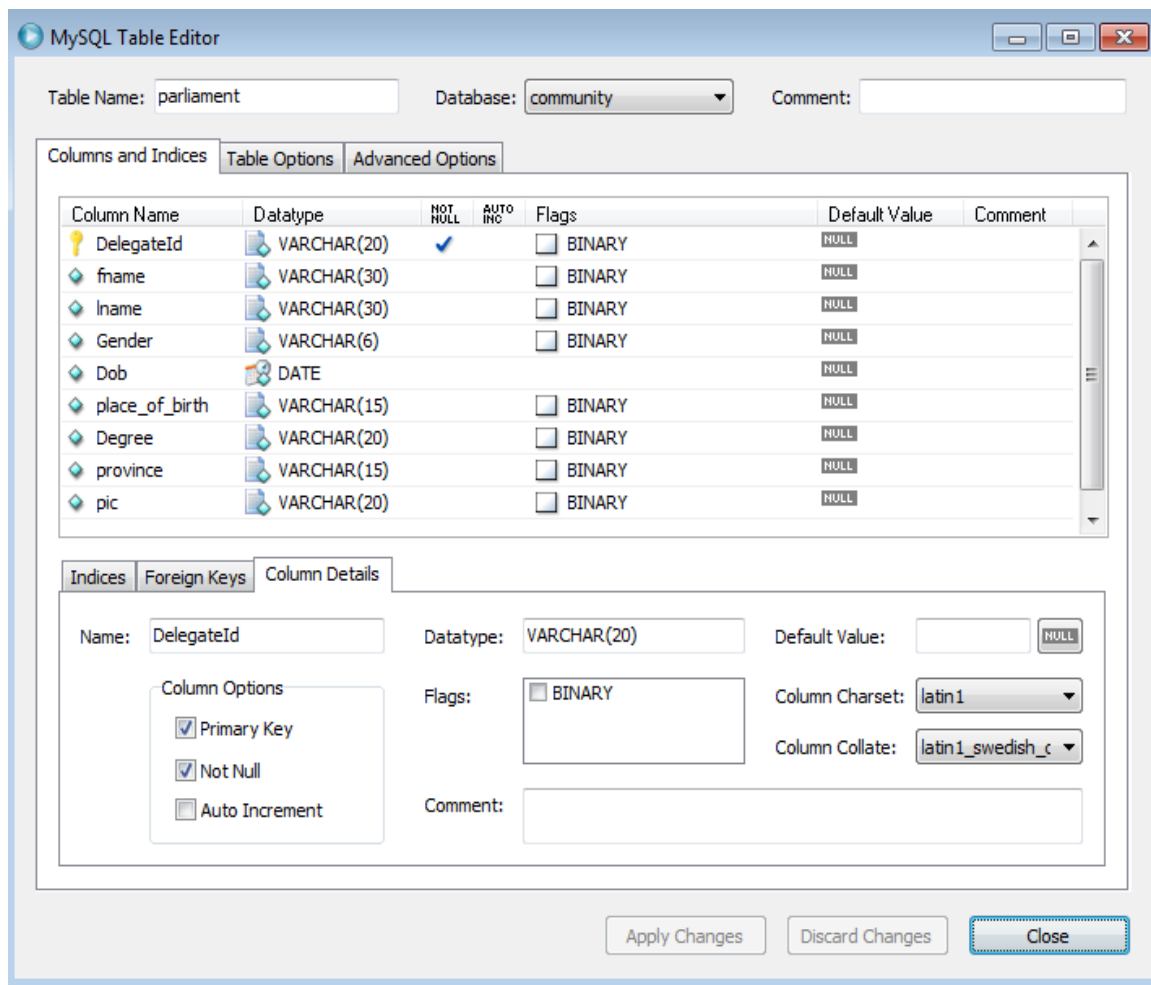 MySQL Table Editor
Table Name: parliament Database: community Comment:
Columns and Indices Table Options Advanced Options
Column Name Datatype NOT NULL AUTO INC Flags Default Value Comment
DelegateId VARCHAR(20) BINARY NULL
fname VARCHAR(30) BINARY NULL
lname VARCHAR(30) BINARY NULL
Gender VARCHAR(6) BINARY NULL
Dob DATE NULL
place_of_birth VARCHAR(15) BINARY NULL
Degree VARCHAR(20) BINARY NULL
province VARCHAR(15) BINARY NULL
pic VARCHAR(20) BINARY NULL
Indices Foreign Keys Column Details
Name: DelegateId Datatype: VARCHAR(20) Default Value: NULL
Column Options Flags: BINARY Column Charset: latin1
Primary Key
Not Null Column Collate: latin1_swedish_c
Auto Increment Comment:
Apply Changes Discard Changes Close